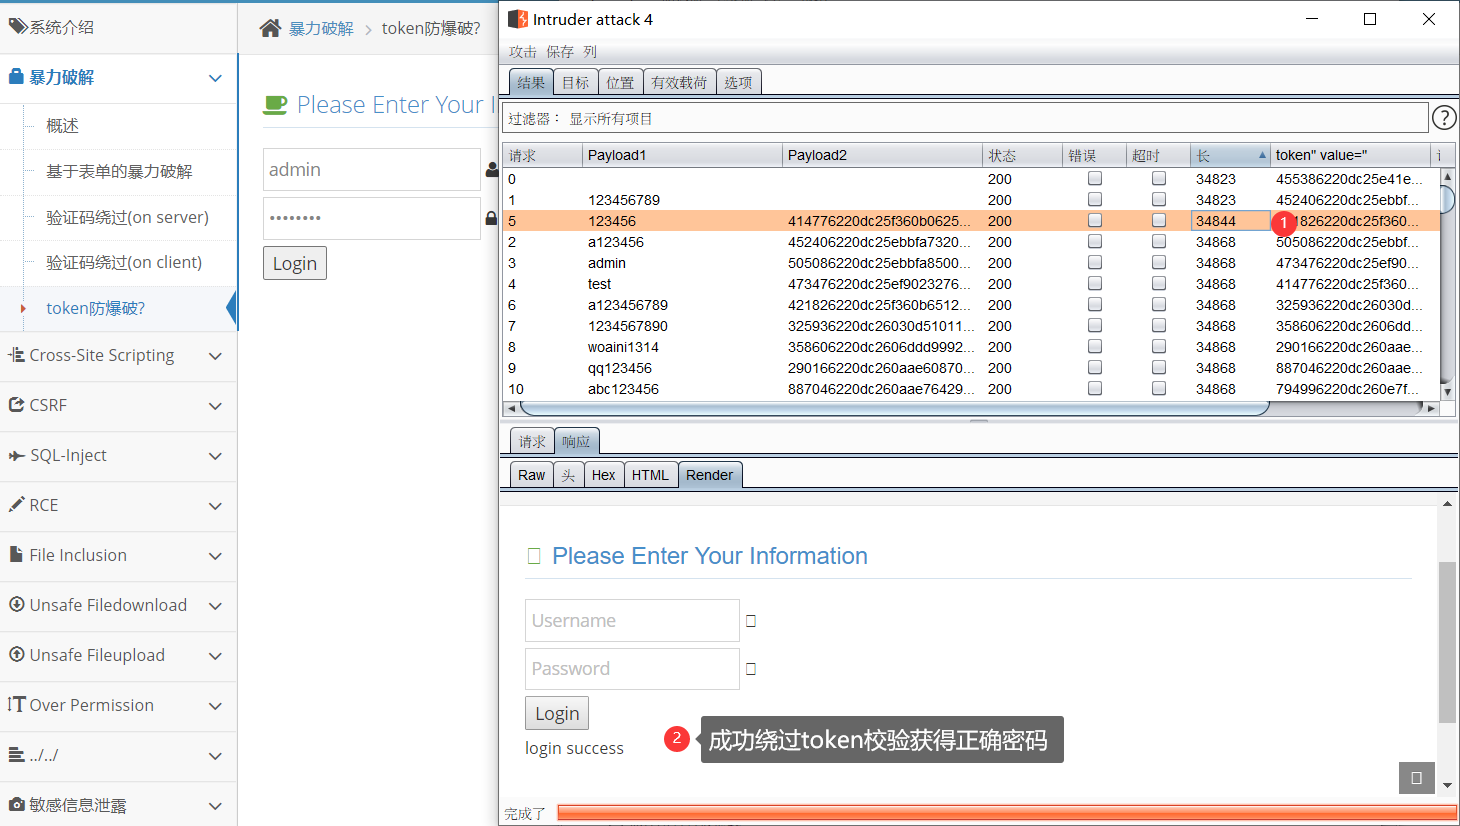 系统介绍
暴力破解
概述
基于表单的暴力破解
验证码绕过(on server)
验证码绕过(on client)
token防爆破?
Cross-Site Scripting
CSRF
SQL-Inject
RCE
File Inclusion
Unsafe Filedownload
Unsafe Fileupload
Over Permission
../../
敏感信息泄露
暴力破解 > token防爆破?
Please Enter Your I
admin
••••••••
Login
Intruder attack 4
攻击 保存 列
结果 目标 位置 有效载荷 选项
过滤器： 显示所有项目
?
请求 Payload1 Payload2 状态 错误 超时 长 token" value="
0 200 34823 455386220dc25e41e...
1 123456789 200 34823 452406220dc25ebbf...
5 123456 414776220dc25f360b0625... 200 34844 1 1826220dc25f360...
2 a123456 452406220dc25ebbfa7320... 200 34868 505086220dc25ebbf...
3 admin 505086220dc25ebbfa8500... 200 34868 473476220dc25ef90...
4 test 473476220dc25ef9023276... 200 34868 414776220dc25f360...
6 a123456789 421826220dc25f360b6512... 200 34868 325936220dc26030d...
7 1234567890 325936220dc26030d51011... 200 34868 358606220dc2606dd...
8 woaini1314 358606220dc2606ddd9992... 200 34868 290166220dc260aae...
9 qq123456 290166220dc260aae60870... 200 34868 887046220dc260aae...
10 abc123456 887046220dc260aae76429... 200 34868 794996220dc260e7f...
请求 响应
Raw 头 Hex HTML Render
Please Enter Your Information
Username
Password
Login
login success
2 成功绕过token校验获得正确密码
完成了